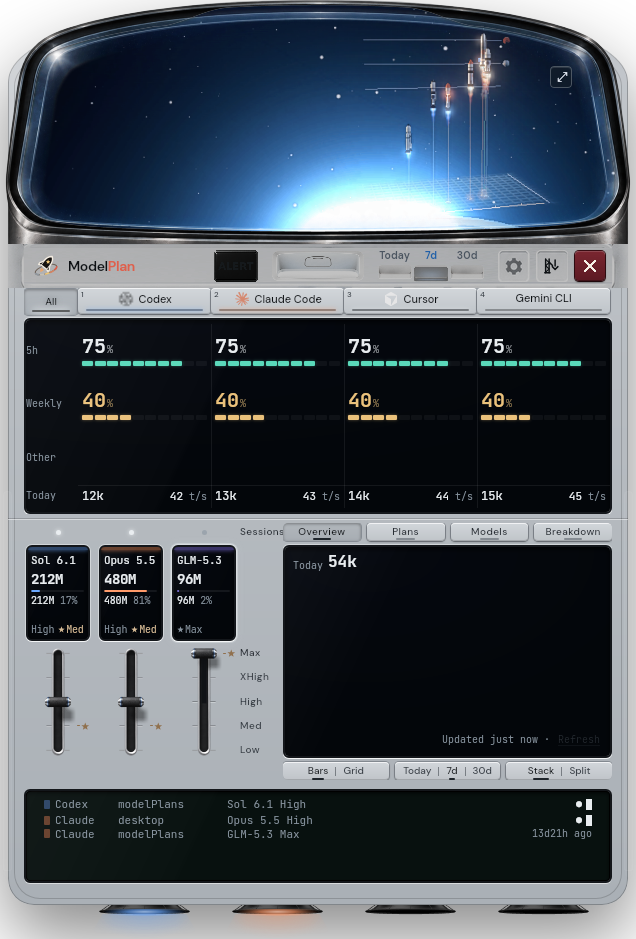 ModelPlan
ALERT
Today 7d 30d
All
1 Codex
2 Claude Code
3 Cursor
4 Gemini CLI
5h 75% 75% 75% 75%
Weekly 40% 40% 40% 40%
Other
Today 12k 42 t/s 13k 43 t/s 14k 44 t/s 15k 45 t/s
Sessions
Overview Plans Models Breakdown
Sol 6.1
212M
212M 17%
High ★Med
Opus 5.5
480M
480M 81%
High ★Med
GLM-5.3
96M
96M 2%
★Max
Today 54k
Updated just now · Refresh
★ Max
XHigh
High
★ ★ Med
Low
Bars | Grid
Today | 7d | 30d
Stack | Split
Codex modelPlans Sol 6.1 High
Claude desktop Opus 5.5 High
Claude modelPlans GLM-5.3 Max 13d21h ago